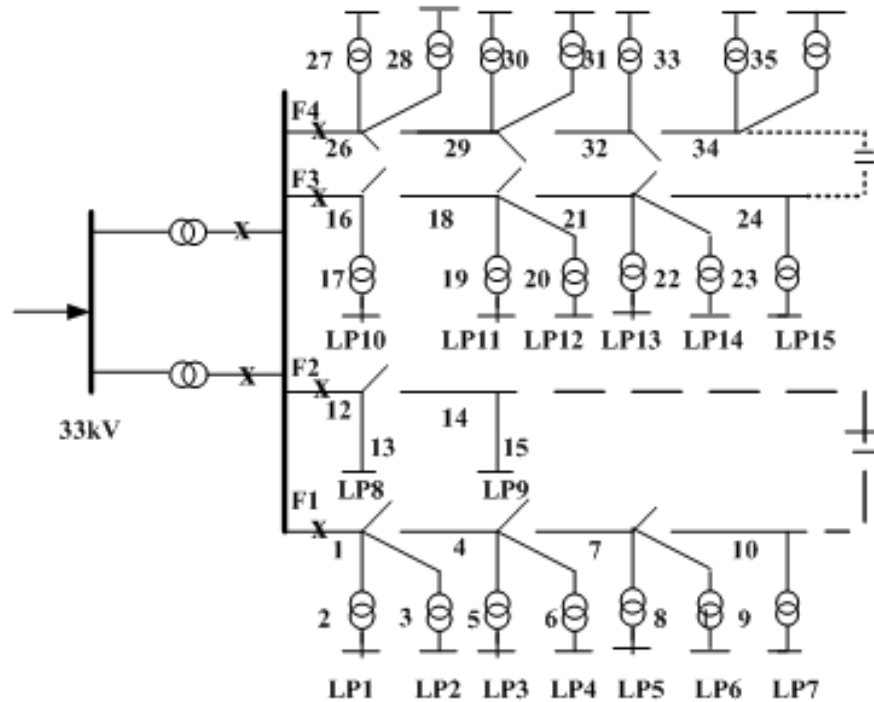 27 28 30 31 33 35
F4
X
26 29 32 34
F3
X
16 18 21 24
X
17 19 20 22 23
LP10 LP11 LP12 LP13 LP14 LP15
F2
X X
12 14
33kV
13 15
LP8 LP9
F1
X
1 4 7 10
2 3 5 6 8 9
LP1 LP2 LP3 LP4 LP5 LP6 LP7